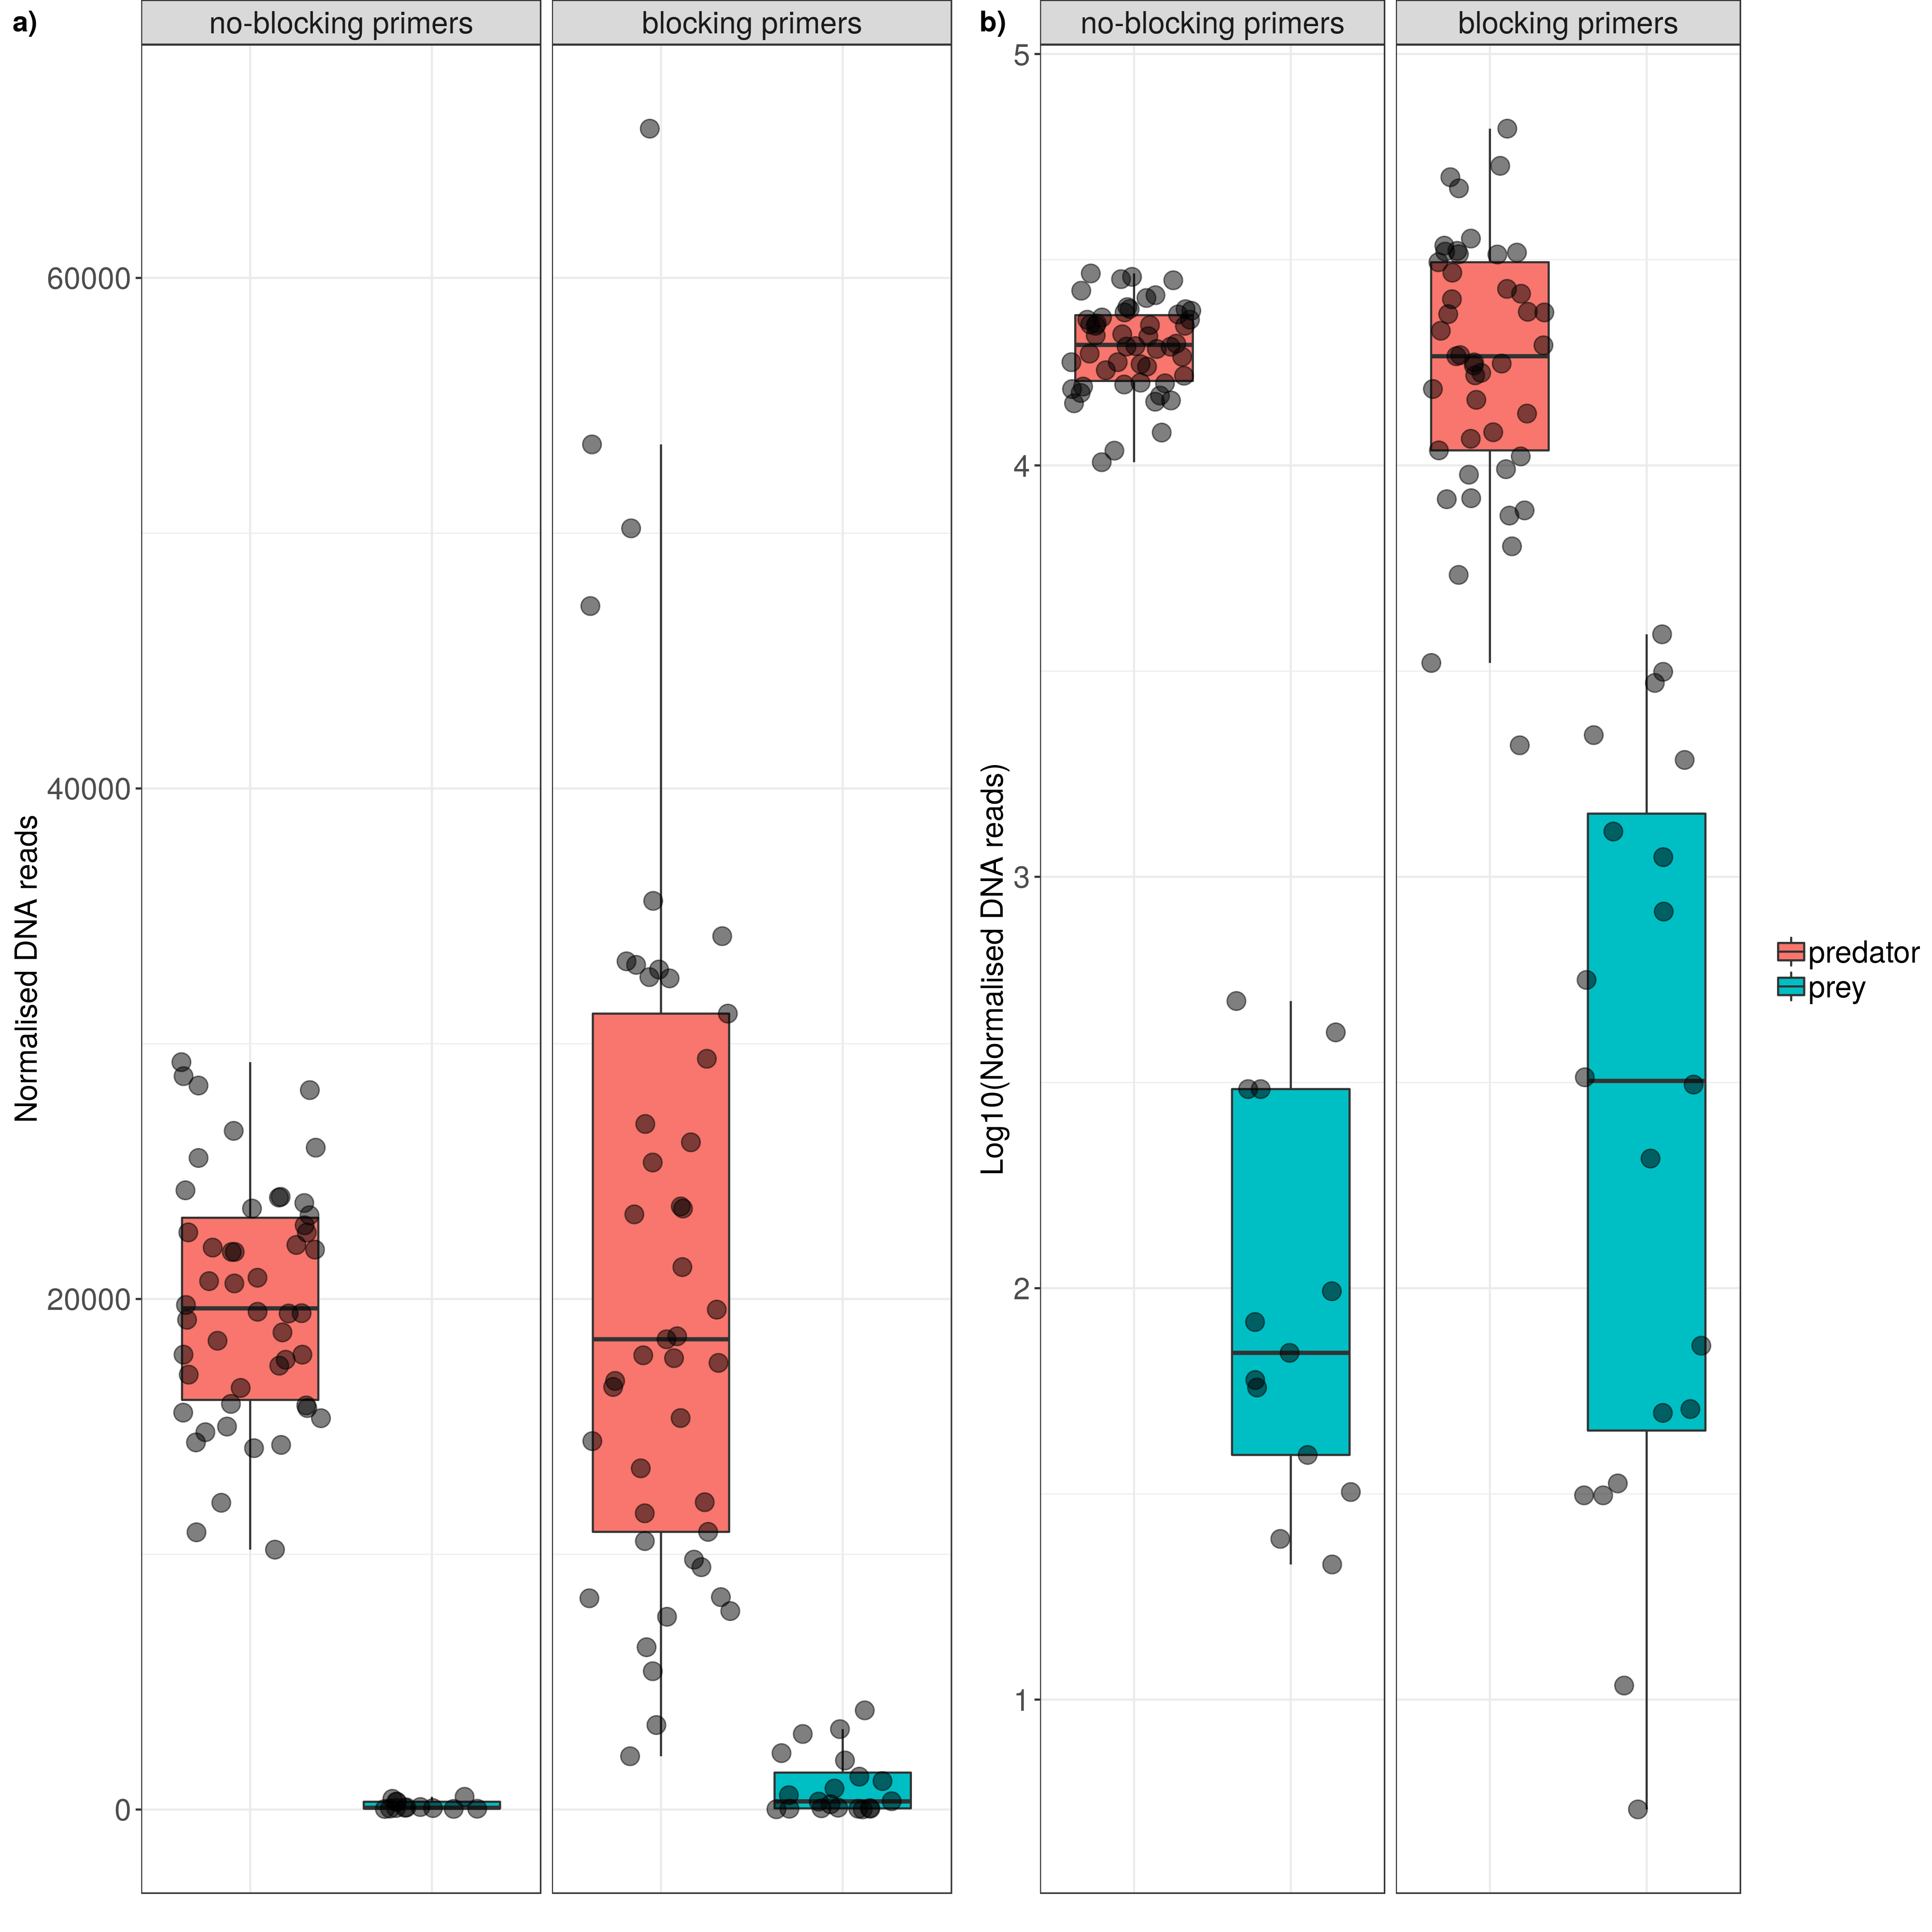 a)
no-blocking primers
blocking primers
Normalised DNA reads
60000
40000
20000
0
b)
no-blocking primers
blocking primers
Log10(Normalised DNA reads)
5
4
3
2
1
predator
prey